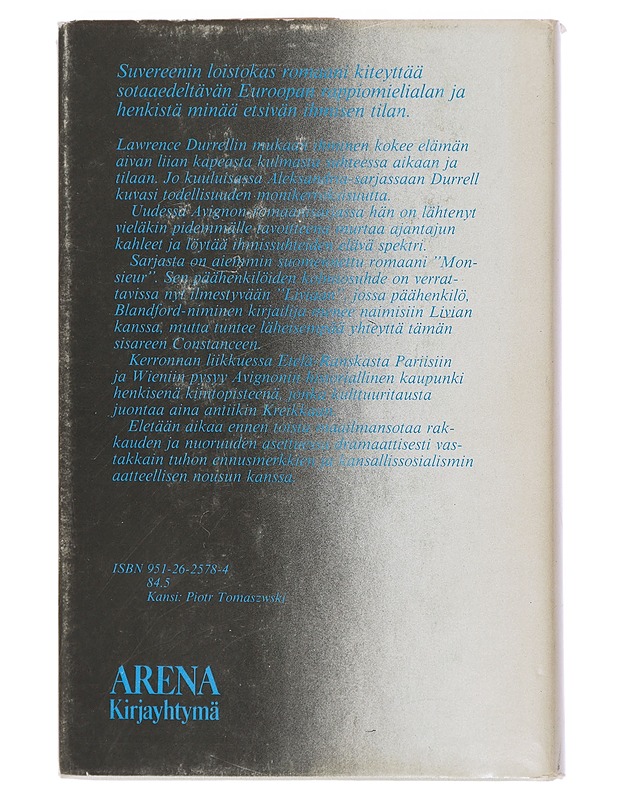 Suvereenin loistokas romaani kiteyttää
sotaaedeltävän Euroopan rappiomielialan ja
henkistä minää etsivän ihmisen tilan.
Lawrence Durrellin mukaan ihminen kokee elämän
aivan liian kapeasta kulmasta suhteessa aikaan ja
tilaan. Jo kuuluisassa Aleksandria-sarjassaan Durrell
kuvasi todellisuuden monikerroksisuutta.
Uudessa Avignon-romaanisarjassa hän on lähtenyt
vieläkin pidemmälle tavoitteena murtaa ajantajun
kahleet ja löytää ihmissuhteiden elävä spektri.
Sarjasta on aiemmin suomennettu romaani "Mon-
sieur". Sen päähenkilöiden kolmiosuhde on verrat-
tavissa nyt ilmestyvään "Liviaan", jossa päähenkilö,
Blandford-niminen kirjailija menee naimisiin Livian
kanssa, mutta tuntee läheisempää yhteyttä tämän
sisareen Constanceen.
Kerronnan liikkuessa Etelä-Ranskasta Pariisiin
ja Wieniin pysyy Avignonin historiallinen kaupunki
henkisenä kiintopisteenä, jonka kulttuuritausta
juontaa aina antiikin Kreikkaan.
Eletään aikaa ennen toista maailmansotaa rak-
kauden ja nuoruuden asettuessa dramaattisesti vas-
takkain tuhon ennusmerkkien ja kansallissosialismin
aatteellisen nousun kanssa.
ISBN 951-26-2578-4
84.5
Kansi: Piotr Tomaszwski
ARENA
Kirjayhtymä